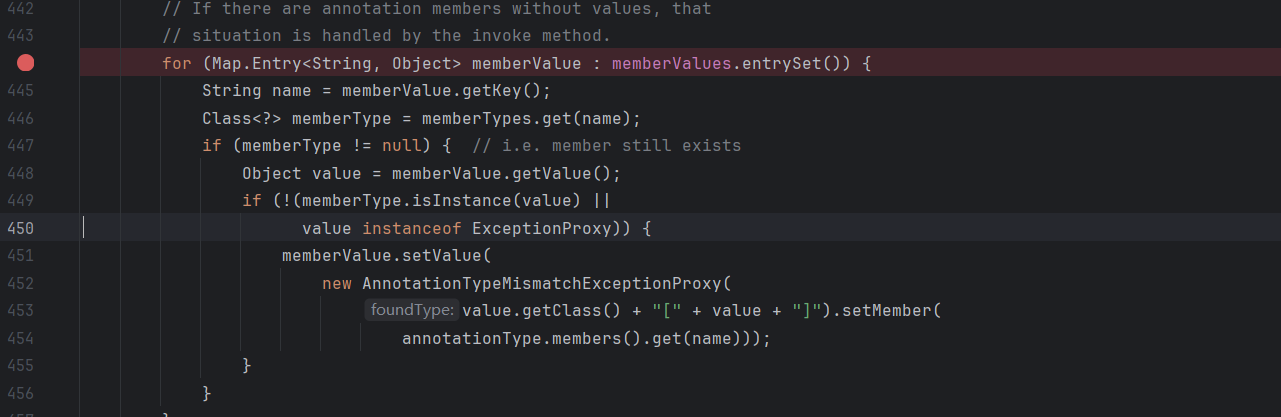 442 // If there are annotation members without values, that
443 // situation is handled by the invoke method.
for (Map.Entry<String, Object> memberValue : memberValues.entrySet()) {
445 String name = memberValue.getKey();
446 Class<?> memberType = memberTypes.get(name);
447 if (memberType != null) {  // i.e. member still exists
448 Object value = memberValue.getValue();
449 if (!(memberType.isInstance(value) ||
450 value instanceof ExceptionProxy)) {
451 memberValue.setValue(
452 new AnnotationTypeMismatchExceptionProxy(
453 foundType: value.getClass() + "[" + value + "]").setMember(
454 annotationType.members().get(name)));
455 }
456 }
457 }